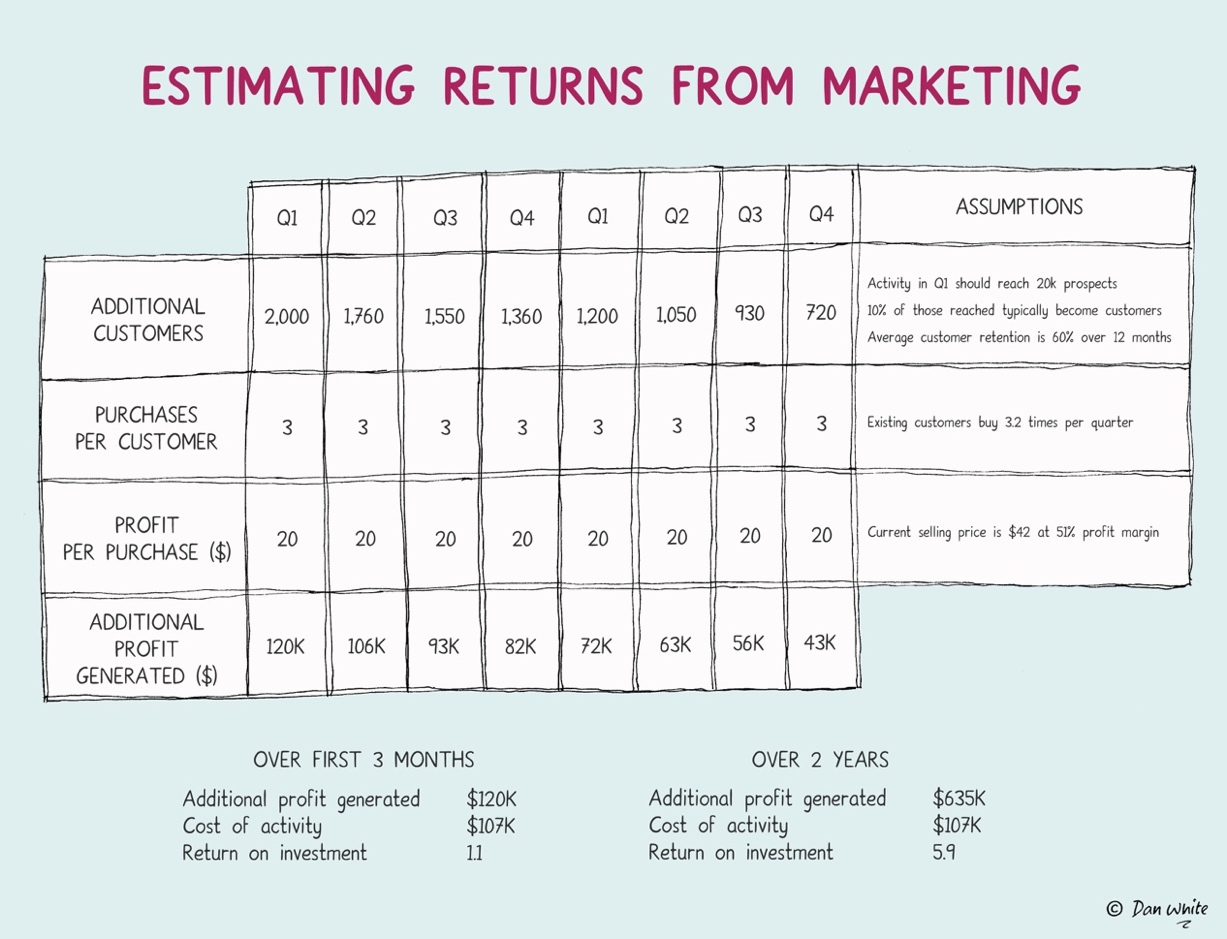 ESTIMATING RETURNS FROM MARKETING
Q1 Q2 Q3 Q4 Q1 Q2 Q3 Q4 ASSUMPTIONS
ADDITIONAL
CUSTOMERS
2,000 1,760 1,550 1,360 1,200 1,050 930 720
Activity in Q1 should reach 20k prospects
10% of those reached typically become customers
Average customer retention is 60% over 12 months
PURCHASES
PER CUSTOMER
3 3 3 3 3 3 3 3
Existing customers buy 3.2 times per quarter
PROFIT
PER PURCHASE ($)
20 20 20 20 20 20 20 20
Current selling price is $42 at 51% profit margin
ADDITIONAL
PROFIT
GENERATED ($)
120K 106K 93K 82K 72K 63K 56K 43K
OVER FIRST 3 MONTHS
Additional profit generated $120K
Cost of activity $107K
Return on investment 1.1
OVER 2 YEARS
Additional profit generated $635K
Cost of activity $107K
Return on investment 5.9
© Dan White